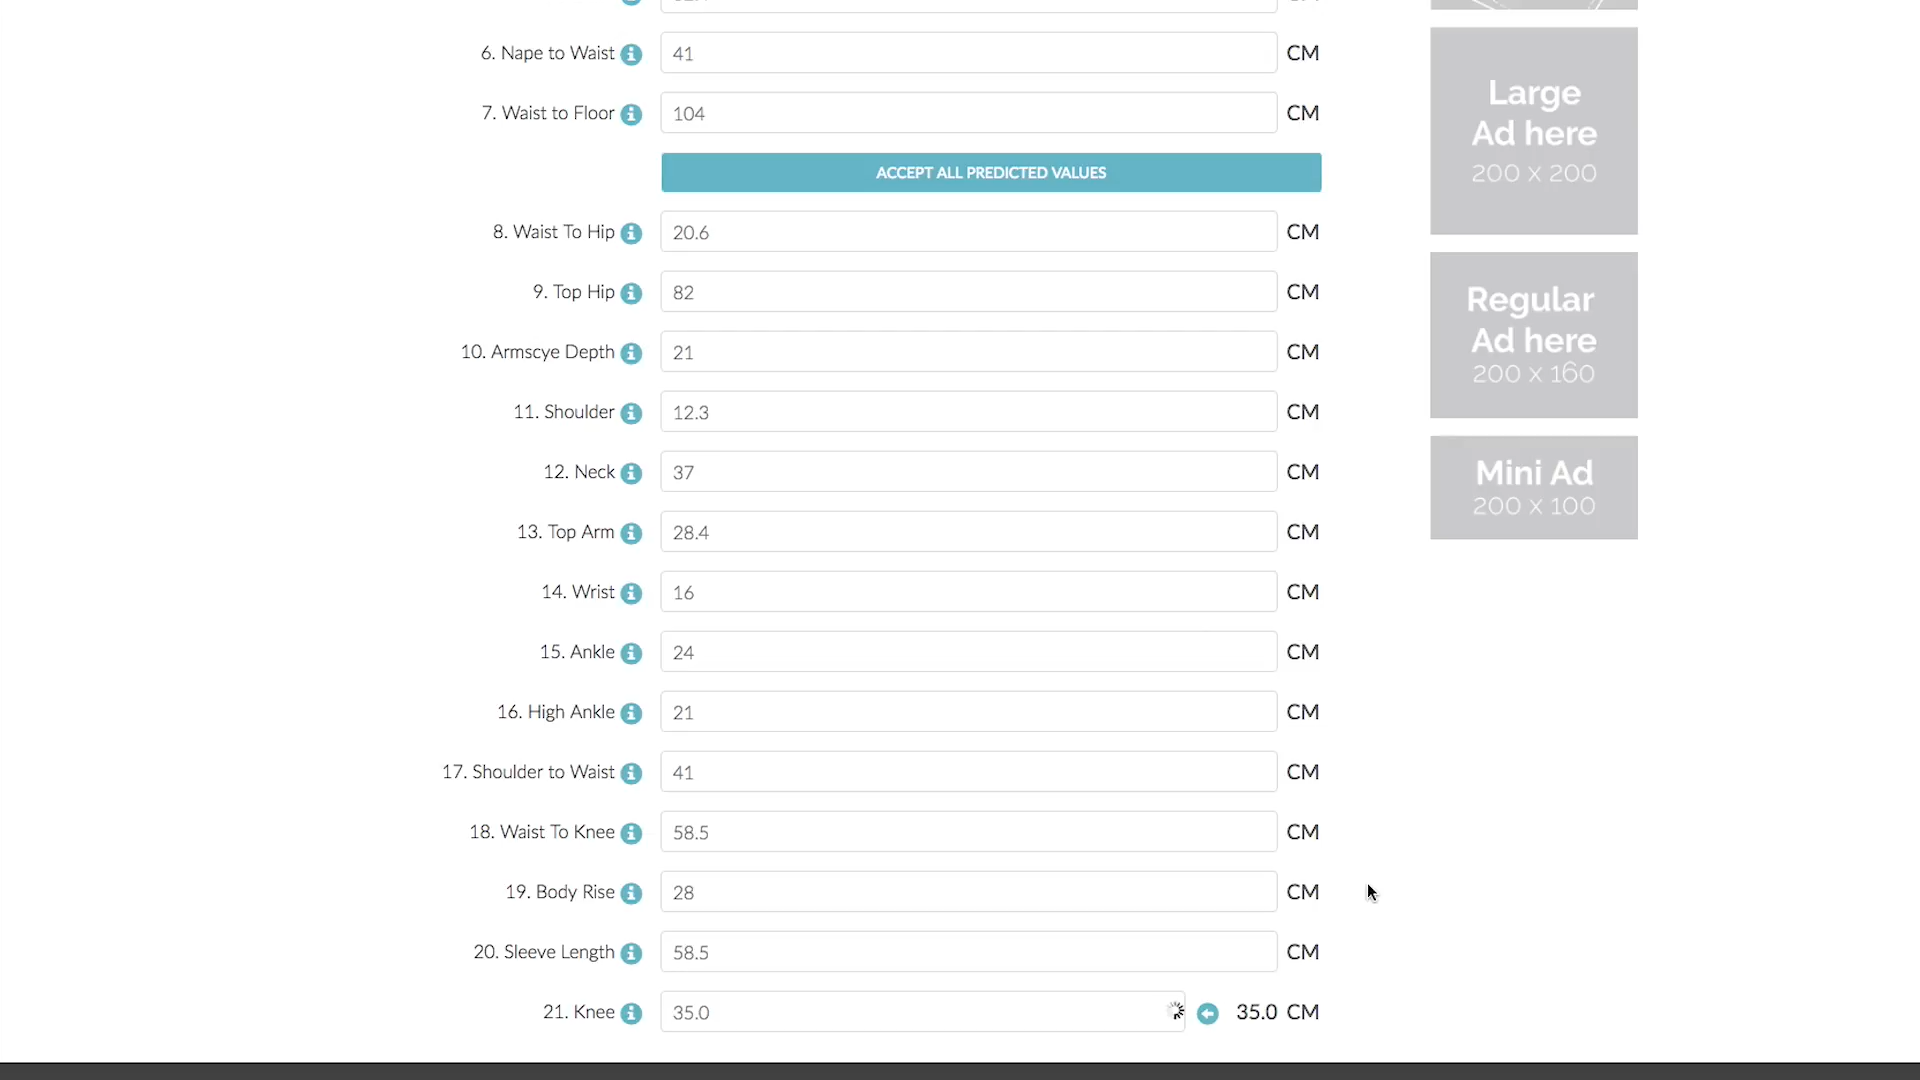 6. Nape to Waist 41 CM
7. Waist to Floor 104 CM
ACCEPT ALL PREDICTED VALUES
8. Waist To Hip 20.6 CM
9. Top Hip 82 CM
10. Armscye Depth 21 CM
11. Shoulder 12.3 CM
12. Neck 37 CM
13. Top Arm 28.4 CM
14. Wrist 16 CM
15. Ankle 24 CM
16. High Ankle 21 CM
17. Shoulder to Waist 41 CM
18. Waist To Knee 58.5 CM
19. Body Rise 28 CM
20. Sleeve Length 58.5 CM
21. Knee 35.0 35.0 CM
Large
Ad here
200 x 200
Regular
Ad here
200 x 160
Mini Ad
200 x 100